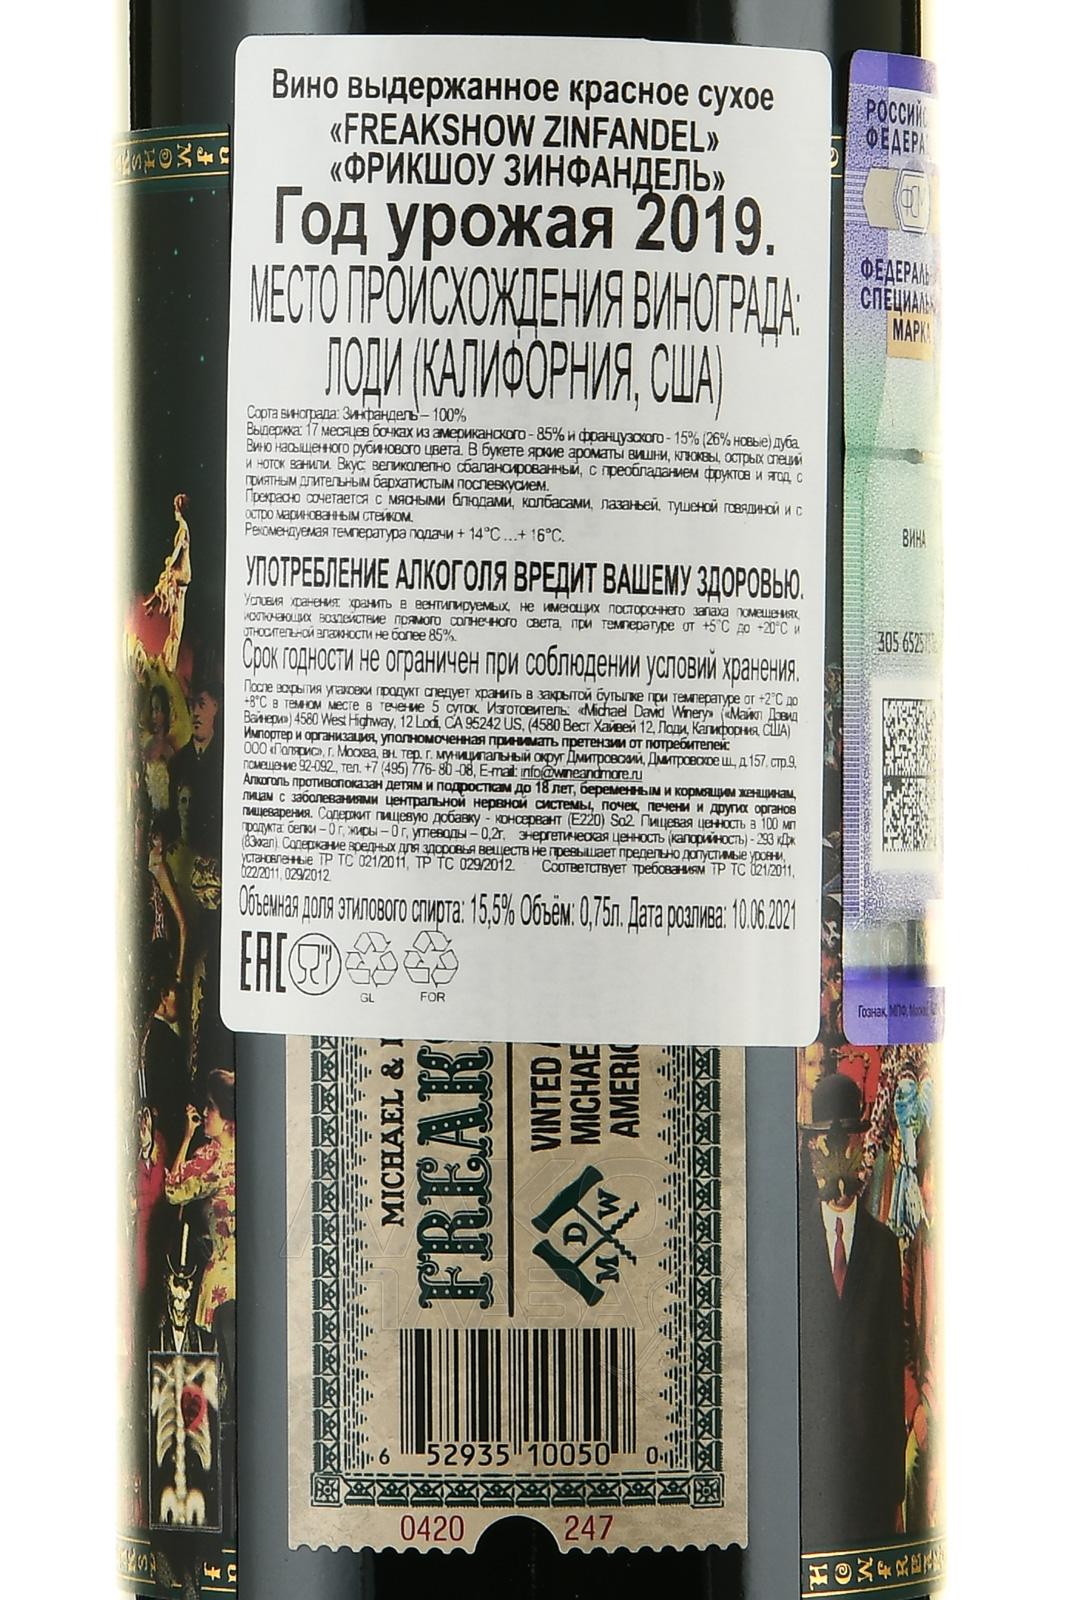 Вино выдержанное красное сухое
«FREAKSHOW ZINFANDEL»
«ФРИКШОУ ЗИНФАНДЕЛЬ»
Год урожая 2019.
МЕСТО ПРОИСХОЖДЕНИЯ ВИНОГРАДА:
ЛОДИ (КАЛИФОРНИЯ, США)
Сорта винограда: Зинфандель – 100%
Выдержка: 17 месяцев бочках из американского - 85% и французского - 15% (26% новые) дуба.
Вино насыщенного рубинового цвета. В букете яркие ароматы вишни, клюквы, острых специй
и ноток ванили. Вкус: великолепно сбалансированный, с преобладанием фруктов и ягод, с
приятным длительным бархатистым послевкусием.
Прекрасно сочетается с мясными блюдами, колбасами, лазаньей, тушеной говядиной и с
остро маринованным стейком.
Рекомендуемая температура подачи + 14°С ...+ 16°С.
УПОТРЕБЛЕНИЕ АЛКОГОЛЯ ВРЕДИТ ВАШЕМУ ЗДОРОВЬЮ.
Условия хранения: хранить в вентилируемых, не имеющих постороннего запаха помещениях,
исключающих воздействие прямого солнечного света, при температуре от +5°С до +20°С и
относительной влажности не более 85%.
Срок годности не ограничен при соблюдении условий хранения.
После вскрытия упаковки продукт следует хранить в закрытой бутылке при температуре от +2°С до
+8°С в темном месте в течение 5 суток. Изготовитель: «Michael David Winery» («Майкл Дэвид
Вайнери») 4580 West Highway, 12 Lodi, CA 95242 US, (4580 Вест Хайвей 12, Лоди, Калифорния, США)
Импортер и организация, уполномоченная принимать претензии от потребителей:
ООО «Полярис», г. Москва, вн. тер. г. муниципальный округ Дмитровский, Дмитровское ш., д.157, стр.9,
помещение 92-092., тел. +7 (495) 776- 80 -08, E-mail: info@wineandmore.ru
Алкоголь противопоказан детям и подросткам до 18 лет, беременным и кормящим женщинам,
лицам с заболеваниями центральной нервной системы, почек, печени и других органов
пищеварения. Содержит пищевую добавку - консервант (Е220) So2. Пищевая ценность в 100 мл
продукта: белки – 0 г, жиры – 0 г, углеводы – 0,2г, энергетическая ценность (калорийность) - 293 кДж
(83ккал). Содержание вредных для здоровья веществ не превышает предельно допустимые уровни,
установленные ТР ТС 021/2011, ТР ТС 029/2012. Соответствует требованиям ТР ТС 021/2011,
022/2011, 029/2012.
Объемная доля этилового спирта: 15,5% Объём: 0,75л. Дата розлива: 10.06.2021
EAC
GL FOR
РОССИЙС
ФЕДЕРА
ФСМ
ФЕДЕРАЛЬ
СПЕЦИАЛЬ
МАРКА
ВИНА
Гознак, МПФ, Москва
MICHAEL &
FREAK
VINTED
MICHAE
AMERIC
M D W
6 52935 10050 0
0420 247
HOWFRE